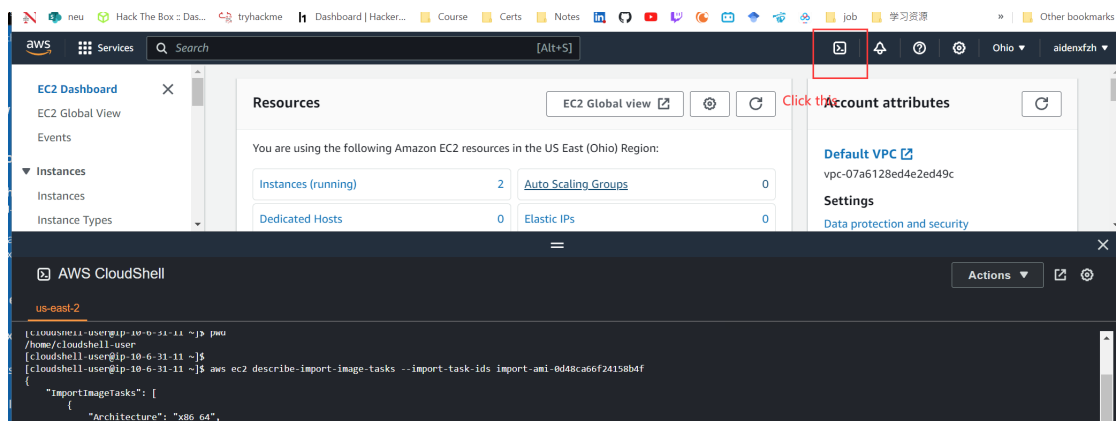 neu Hack The Box :: Das... tryhackme Dashboard | Hacker... Course Certs Notes job 学习资源 » Other bookmarks
aws Services Search [Alt+S] Ohio ▼ aidenxfzh ▼
EC2 Dashboard
EC2 Global View
Events
Instances
Instances
Instance Types
Resources
EC2 Global view
Click this
You are using the following Amazon EC2 resources in the US East (Ohio) Region:
Instances (running) 2 Auto Scaling Groups 0
Dedicated Hosts 0 Elastic IPs 0
Account attributes
Default VPC
vpc-07a6128ed4e2ed49c
Settings
Data protection and security
AWS CloudShell
Actions ▼
us-east-2
[cloudshell-user@ip-10-6-31-11 ~]$ pwd
/home/cloudshell-user
[cloudshell-user@ip-10-6-31-11 ~]$
[cloudshell-user@ip-10-6-31-11 ~]$ aws ec2 describe-import-image-tasks --import-task-ids import-ami-0d48ca66f24158b4f
{
"ImportImageTasks": [
{
"Architecture": "x86_64",